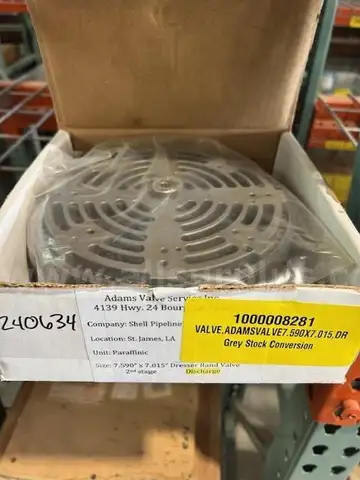 240634
Adams Valve Service Inc
4139 Hwy. 24 Bour
Company: Shell Pipeline
Location: St. James, LA
Unit: Paraffinic
Size: 7.590" x 7.015" Dresser Rand Valve
2nd stage Discharge
1000008281
VALVE,ADAMSVALVE7.590X7.015,DR
Grey Stock Conversion